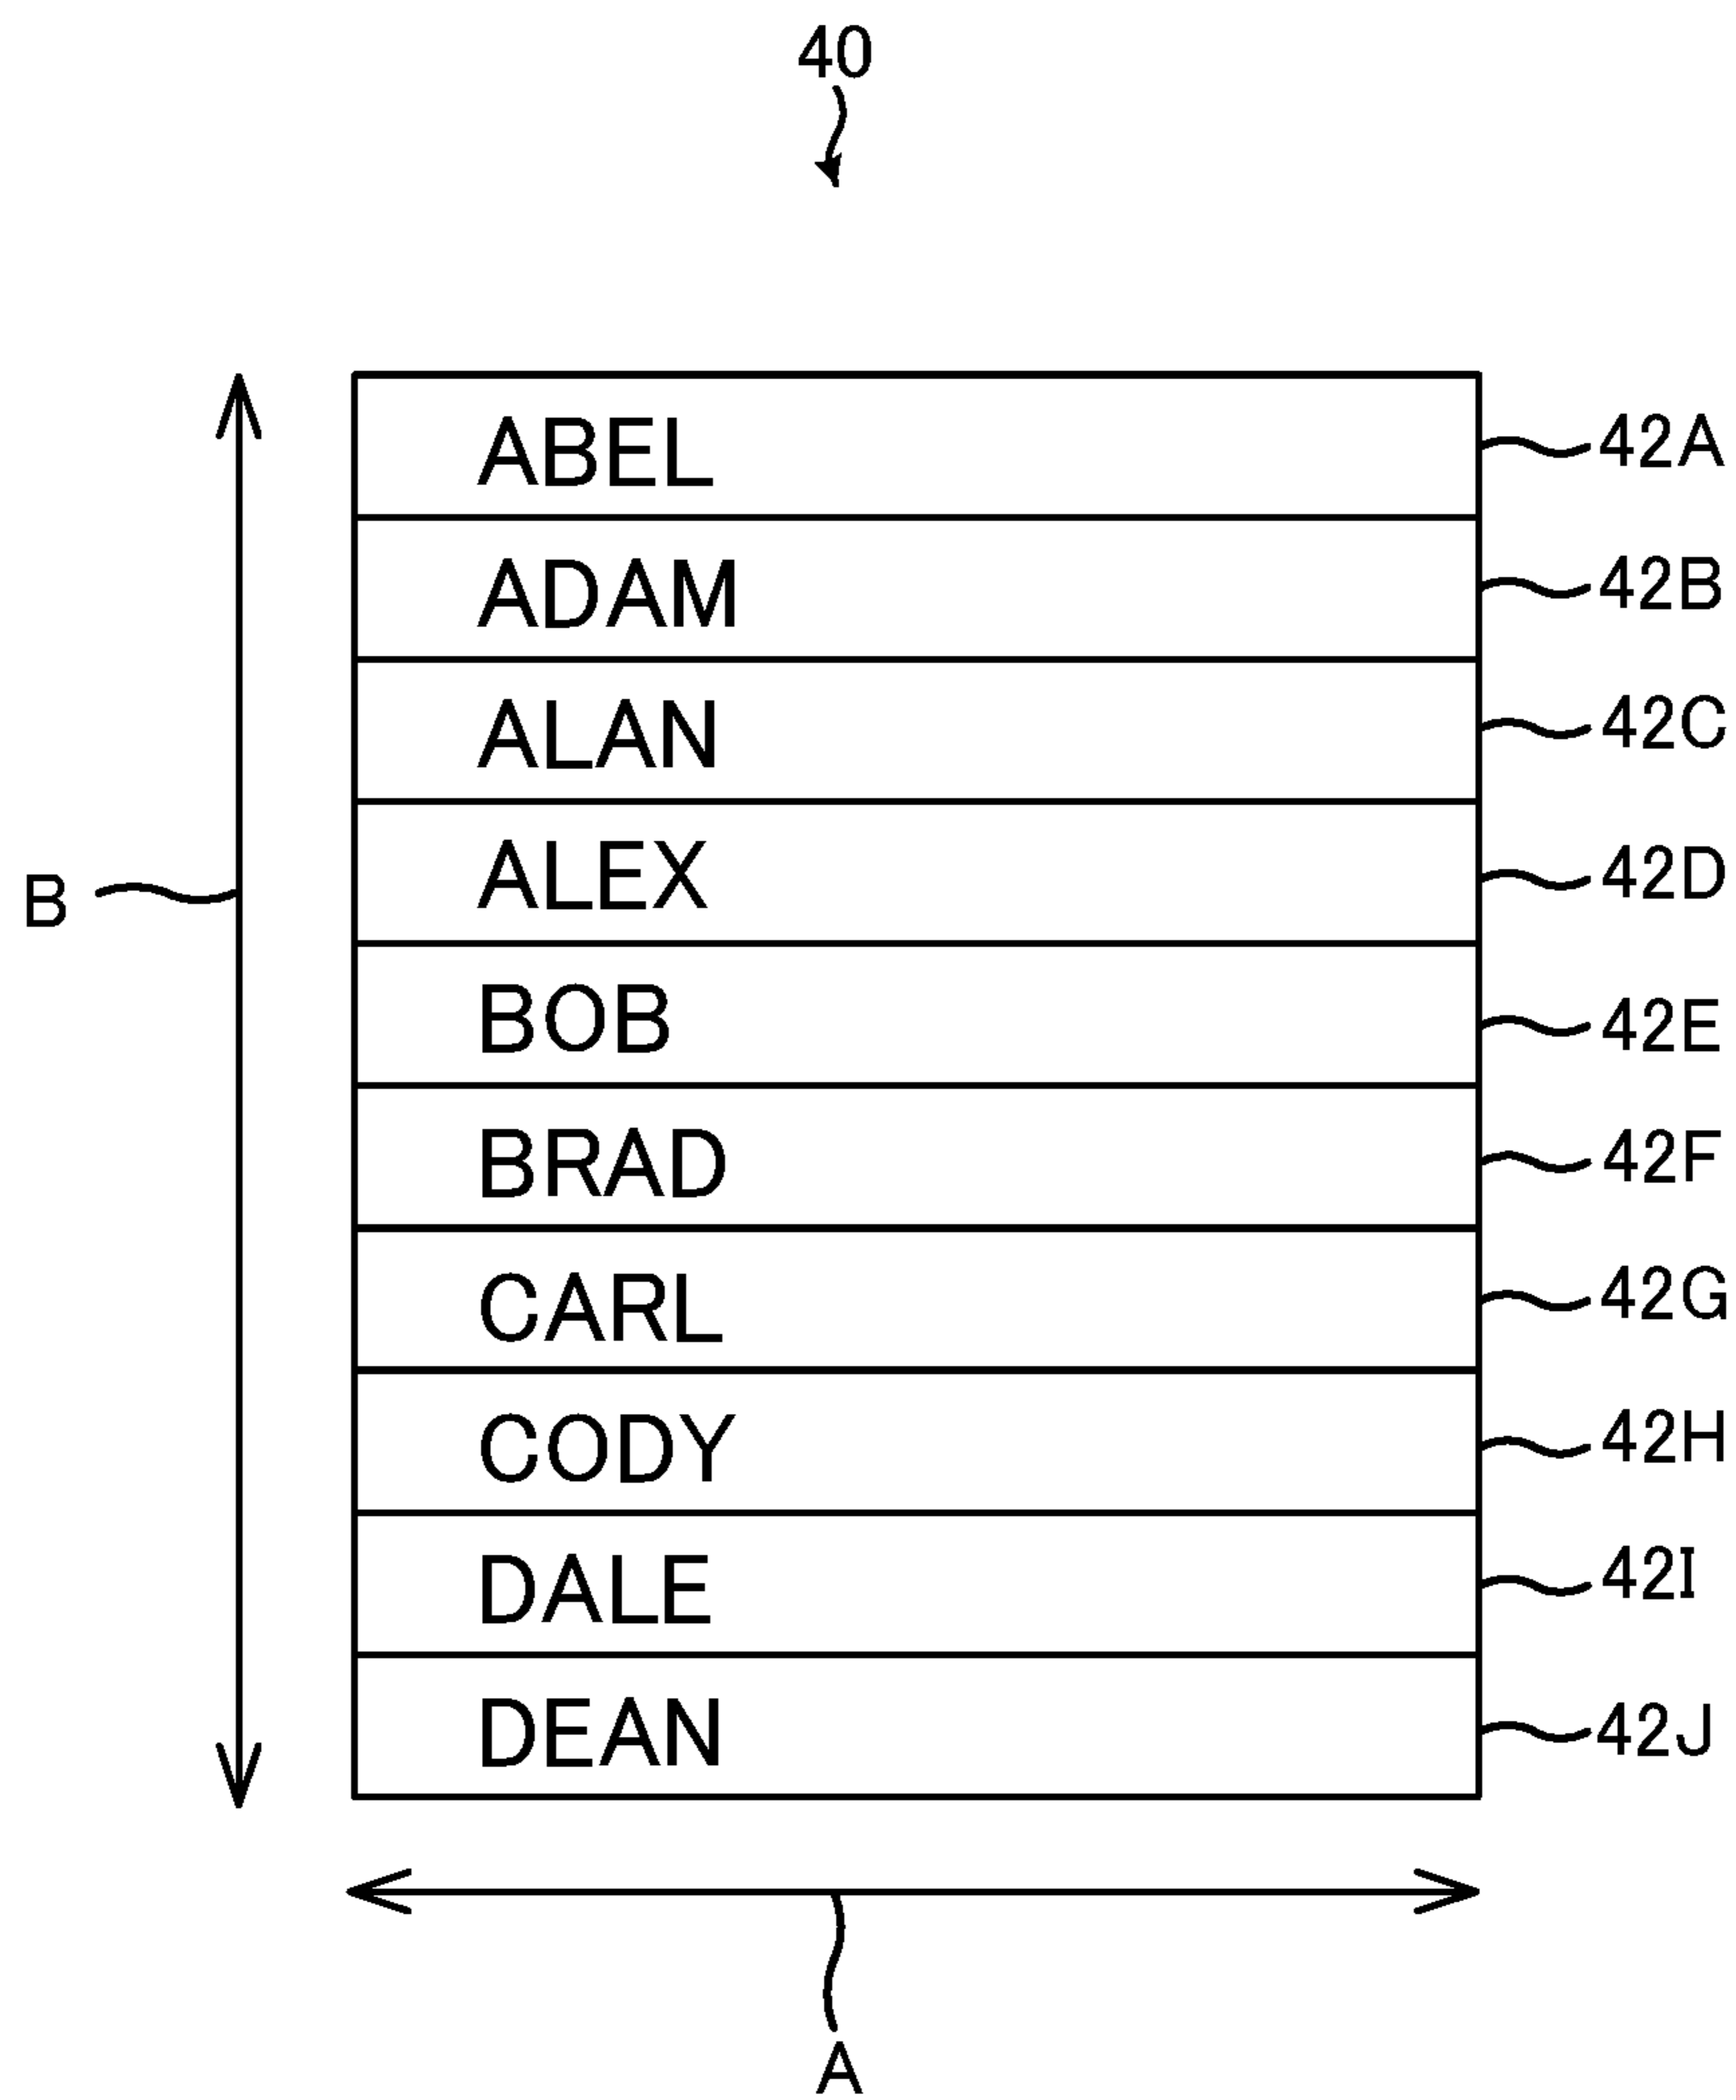 40
ABEL 42A
ADAM 42B
ALAN 42C
ALEX 42D
B
BOB 42E
BRAD 42F
CARL 42G
CODY 42H
DALE 42I
DEAN 42J
A